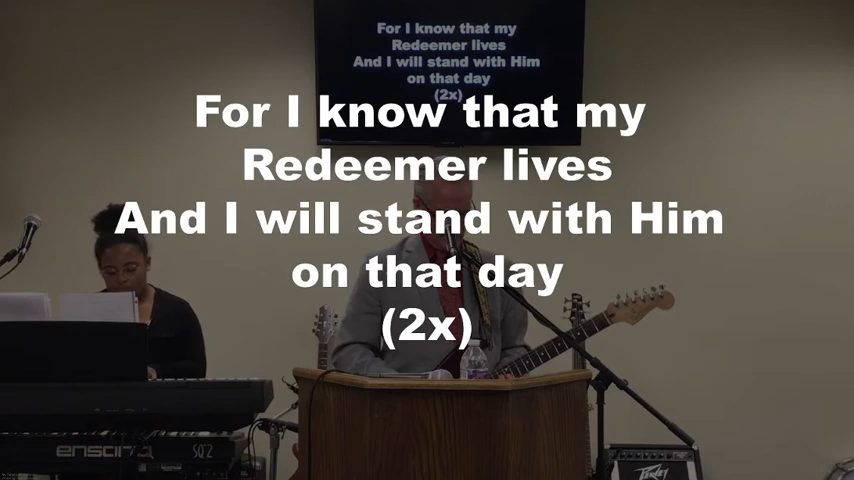 For I know that my
Redeemer lives
And I will stand with Him
on that day
(2x)
For I know that my
Redeemer lives
And I will stand with Him
on that day
(2x)
ensoniq SQ2
PEAVEY